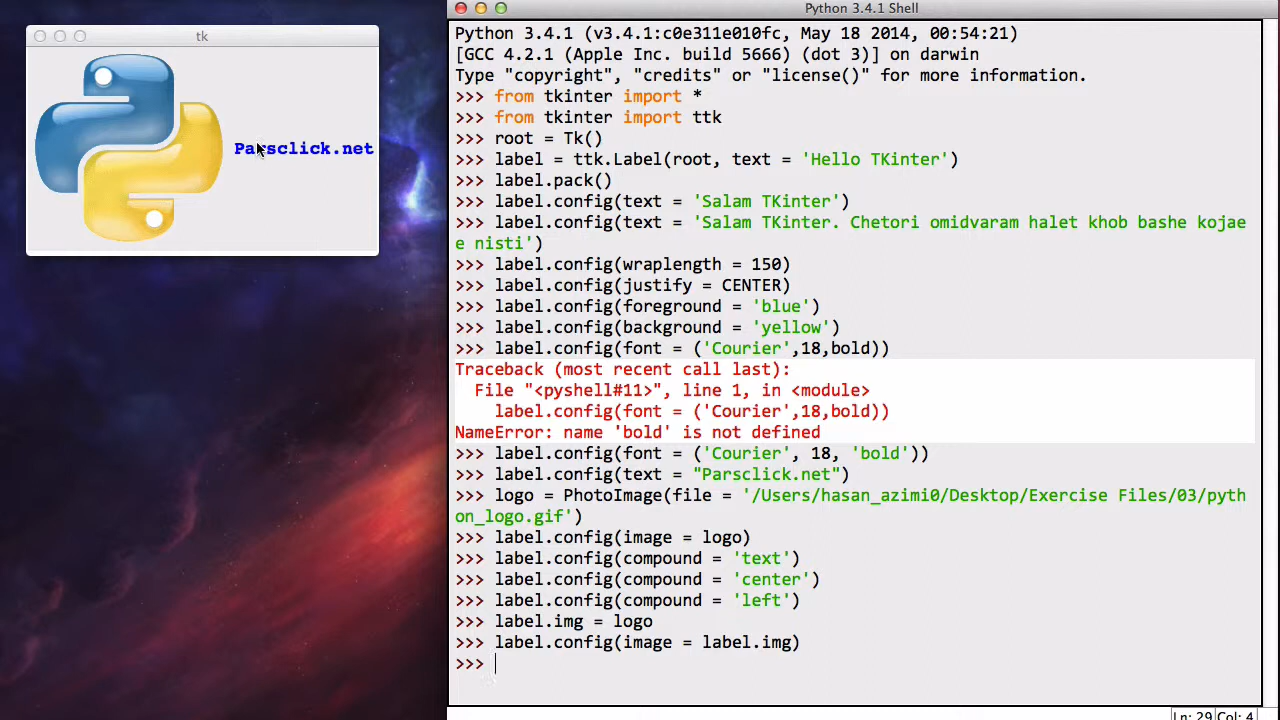 tk
Parsclick.net
Python 3.4.1 Shell
Python 3.4.1 (v3.4.1:c0e311e010fc, May 18 2014, 00:54:21)
[GCC 4.2.1 (Apple Inc. build 5666) (dot 3)] on darwin
Type "copyright", "credits" or "license()" for more information.
>>> from tkinter import *
>>> from tkinter import ttk
>>> root = Tk()
>>> label = ttk.Label(root, text = 'Hello TKinter')
>>> label.pack()
>>> label.config(text = 'Salam TKinter')
>>> label.config(text = 'Salam TKinter. Chetori omidvaram halet khob bashe kojae
e nisti')
>>> label.config(wraplength = 150)
>>> label.config(justify = CENTER)
>>> label.config(foreground = 'blue')
>>> label.config(background = 'yellow')
>>> label.config(font = ('Courier',18,bold))
Traceback (most recent call last):
  File "<pyshell#11>", line 1, in <module>
    label.config(font = ('Courier',18,bold))
NameError: name 'bold' is not defined
>>> label.config(font = ('Courier', 18, 'bold'))
>>> label.config(text = "Parsclick.net")
>>> logo = PhotoImage(file = '/Users/hasan_azimi0/Desktop/Exercise Files/03/pyth
on_logo.gif')
>>> label.config(image = logo)
>>> label.config(compound = 'text')
>>> label.config(compound = 'center')
>>> label.config(compound = 'left')
>>> label.img = logo
>>> label.config(image = label.img)
>>>
Ln: 29 Col: 4